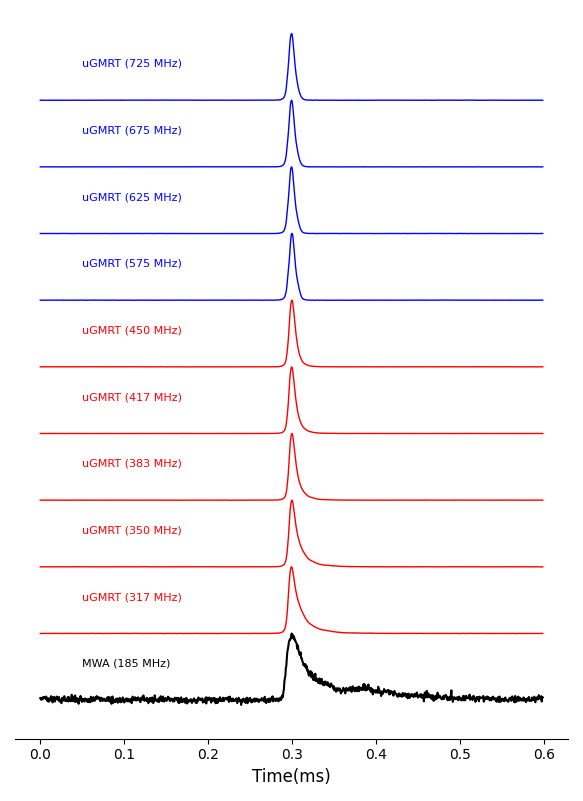 uGMRT (725 MHz)
uGMRT (675 MHz)
uGMRT (625 MHz)
uGMRT (575 MHz)
uGMRT (450 MHz)
uGMRT (417 MHz)
uGMRT (383 MHz)
uGMRT (350 MHz)
uGMRT (317 MHz)
MWA (185 MHz)
0.0 0.1 0.2 0.3 0.4 0.5 0.6
Time(ms)